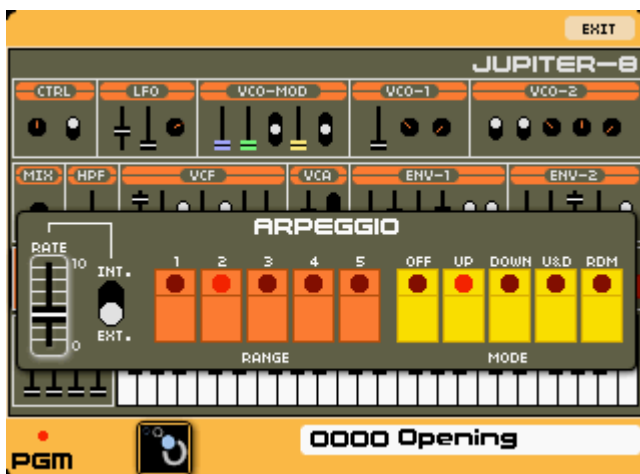 EXIT
JUPITER-8
CTRL LFO VCO-MOD VCO-1 VCO-2
MIX HPF VCF VCA ENV-1 ENV-2
ARPEGGIO
RATE 1 2 3 4 5 OFF UP DOWN U&D RDM
10 INT.
0 EXT.
RANGE MODE
0000 Opening
PGM